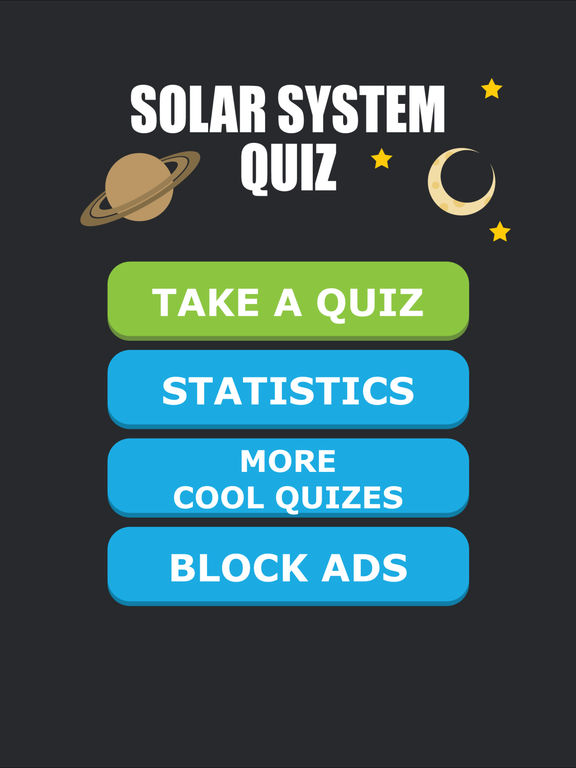 SOLAR SYSTEM
QUIZ
TAKE A QUIZ
STATISTICS
MORE
COOL QUIZES
BLOCK ADS